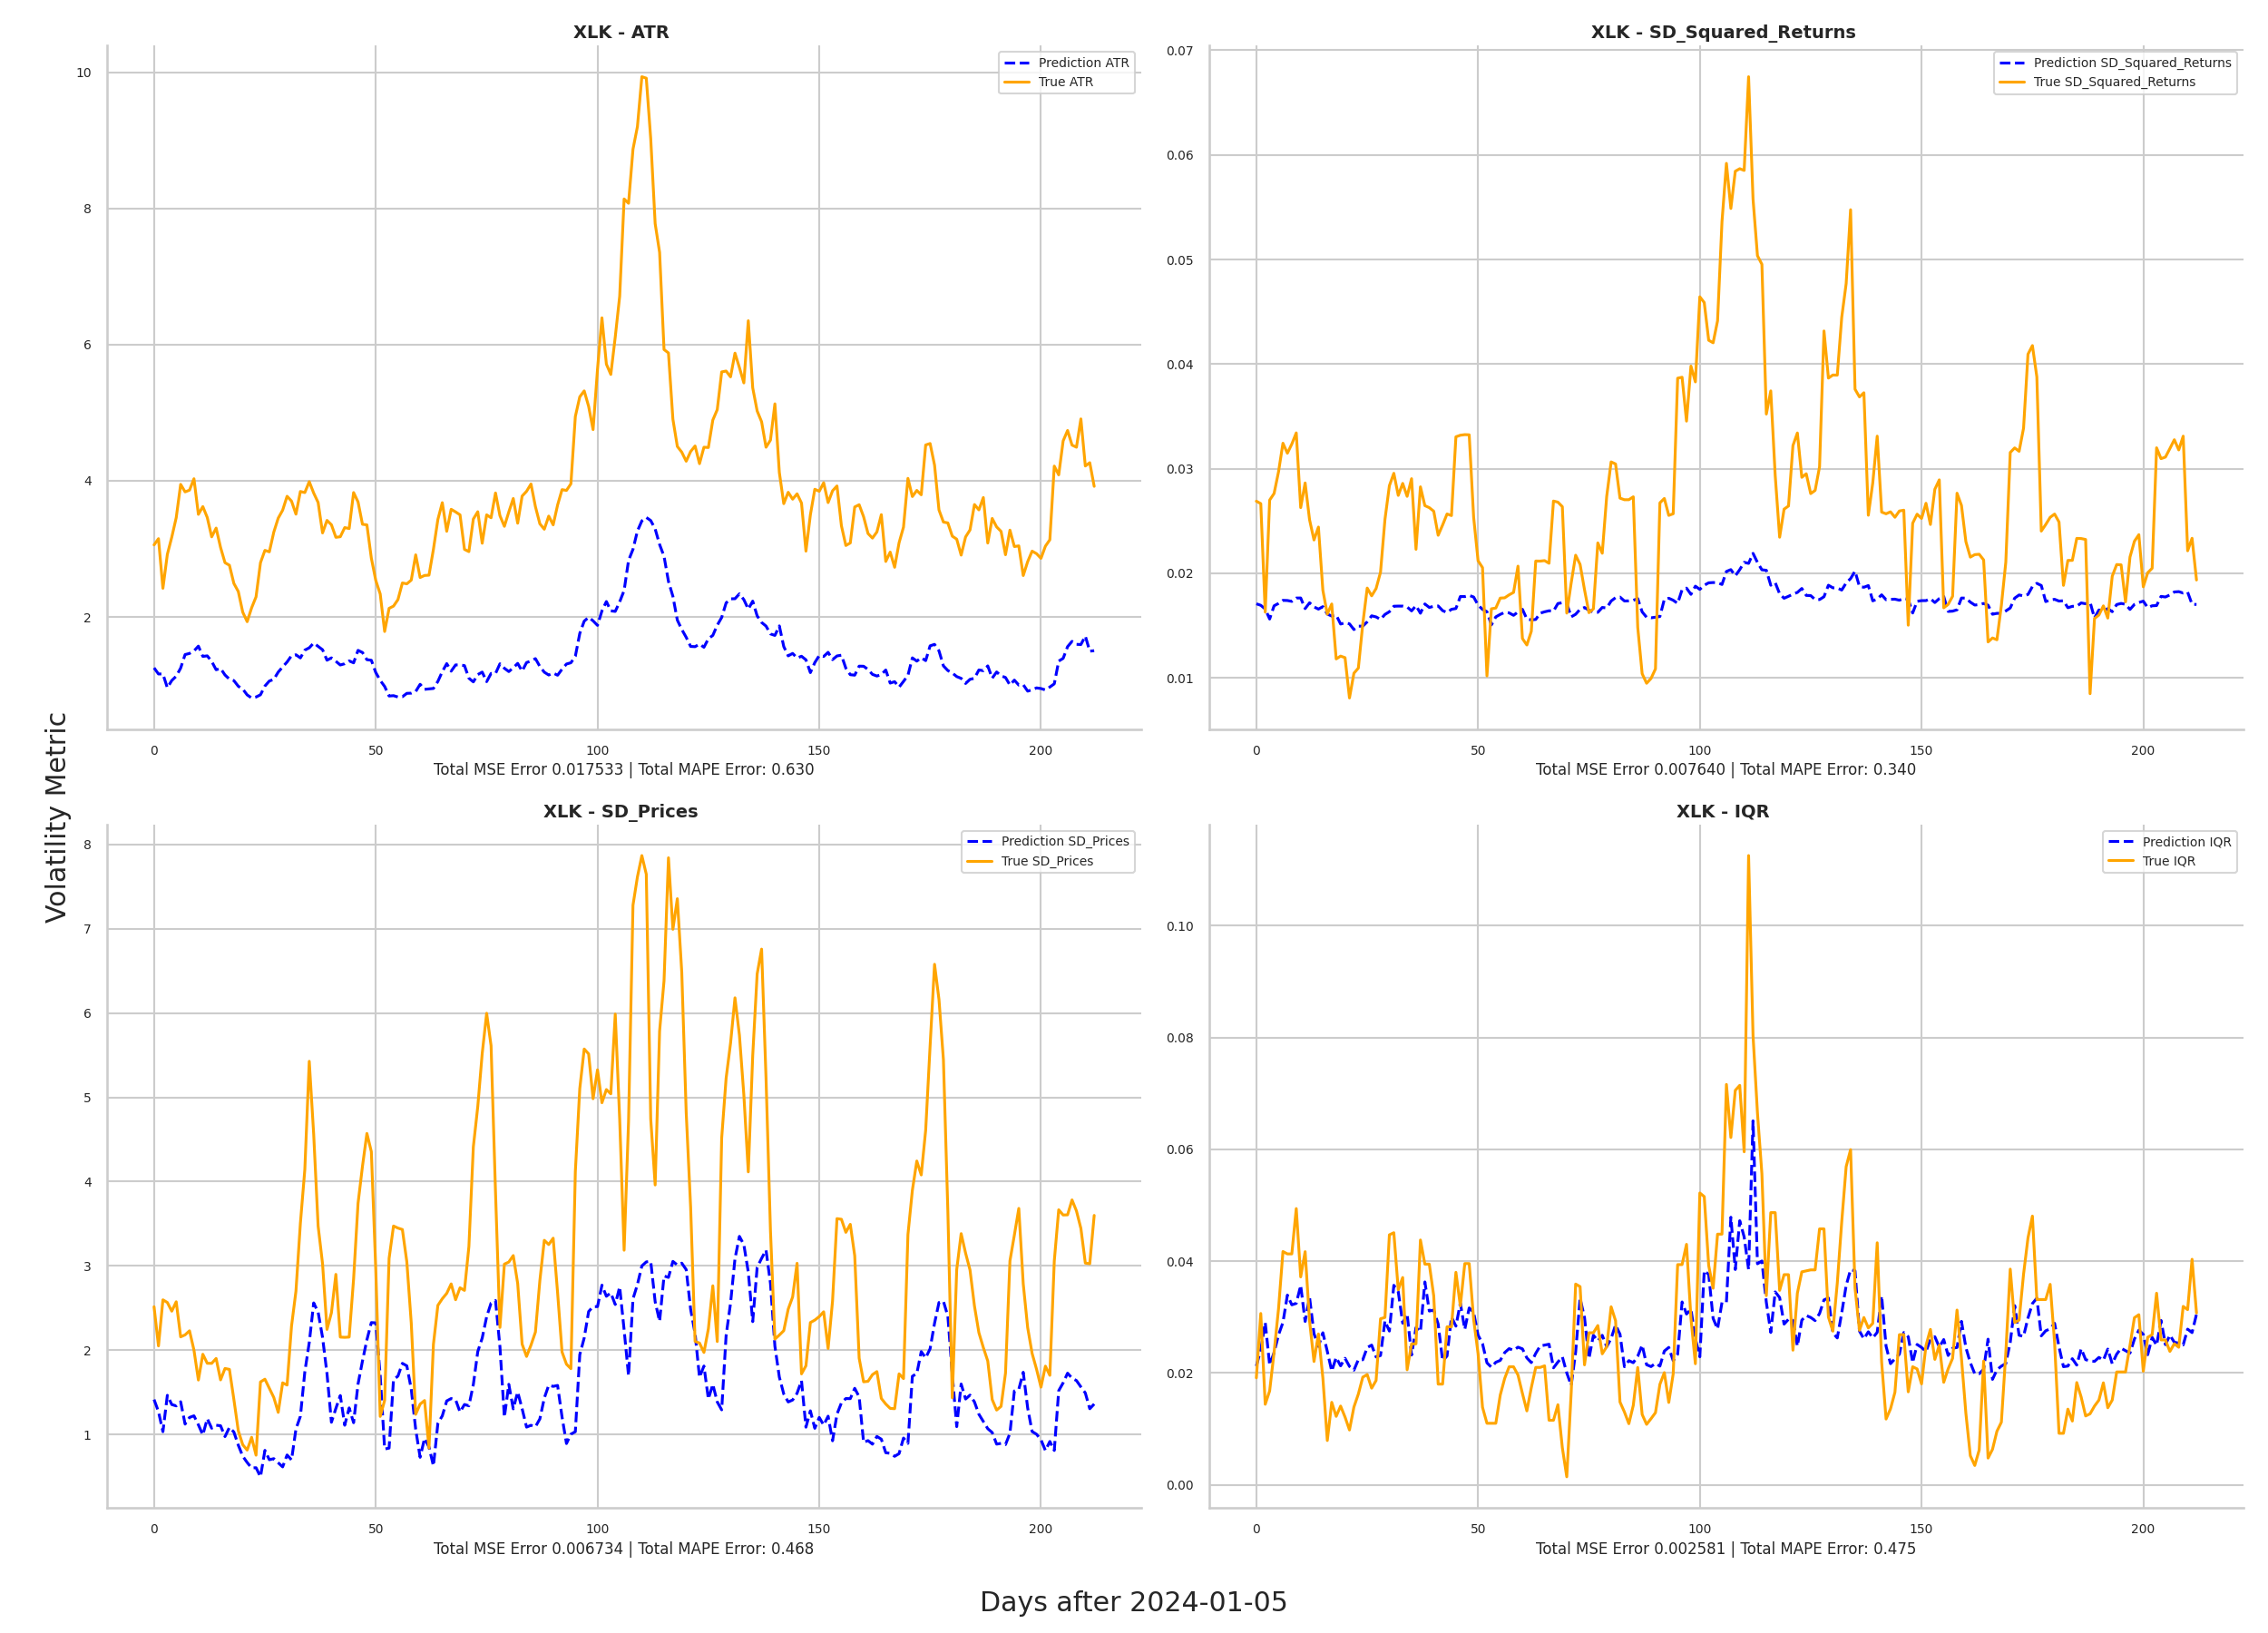 XLK - ATR
Prediction ATR
True ATR
10
8
6
4
2
0
50
100
150
200
Total MSE Error 0.017533 | Total MAPE Error: 0.630
XLK - SD_Squared_Returns
Prediction SD_Squared_Returns
True SD_Squared_Returns
0.07
0.06
0.05
0.04
0.03
0.02
0.01
0
50
100
150
200
Total MSE Error 0.007640 | Total MAPE Error: 0.340
Volatility Metric
XLK - SD_Prices
Prediction SD_Prices
True SD_Prices
8
7
6
5
4
3
2
1
0
50
100
150
200
Total MSE Error 0.006734 | Total MAPE Error: 0.468
XLK - IQR
Prediction IQR
True IQR
0.10
0.08
0.06
0.04
0.02
0.00
0
50
100
150
200
Total MSE Error 0.002581 | Total MAPE Error: 0.475
Days after 2024-01-05